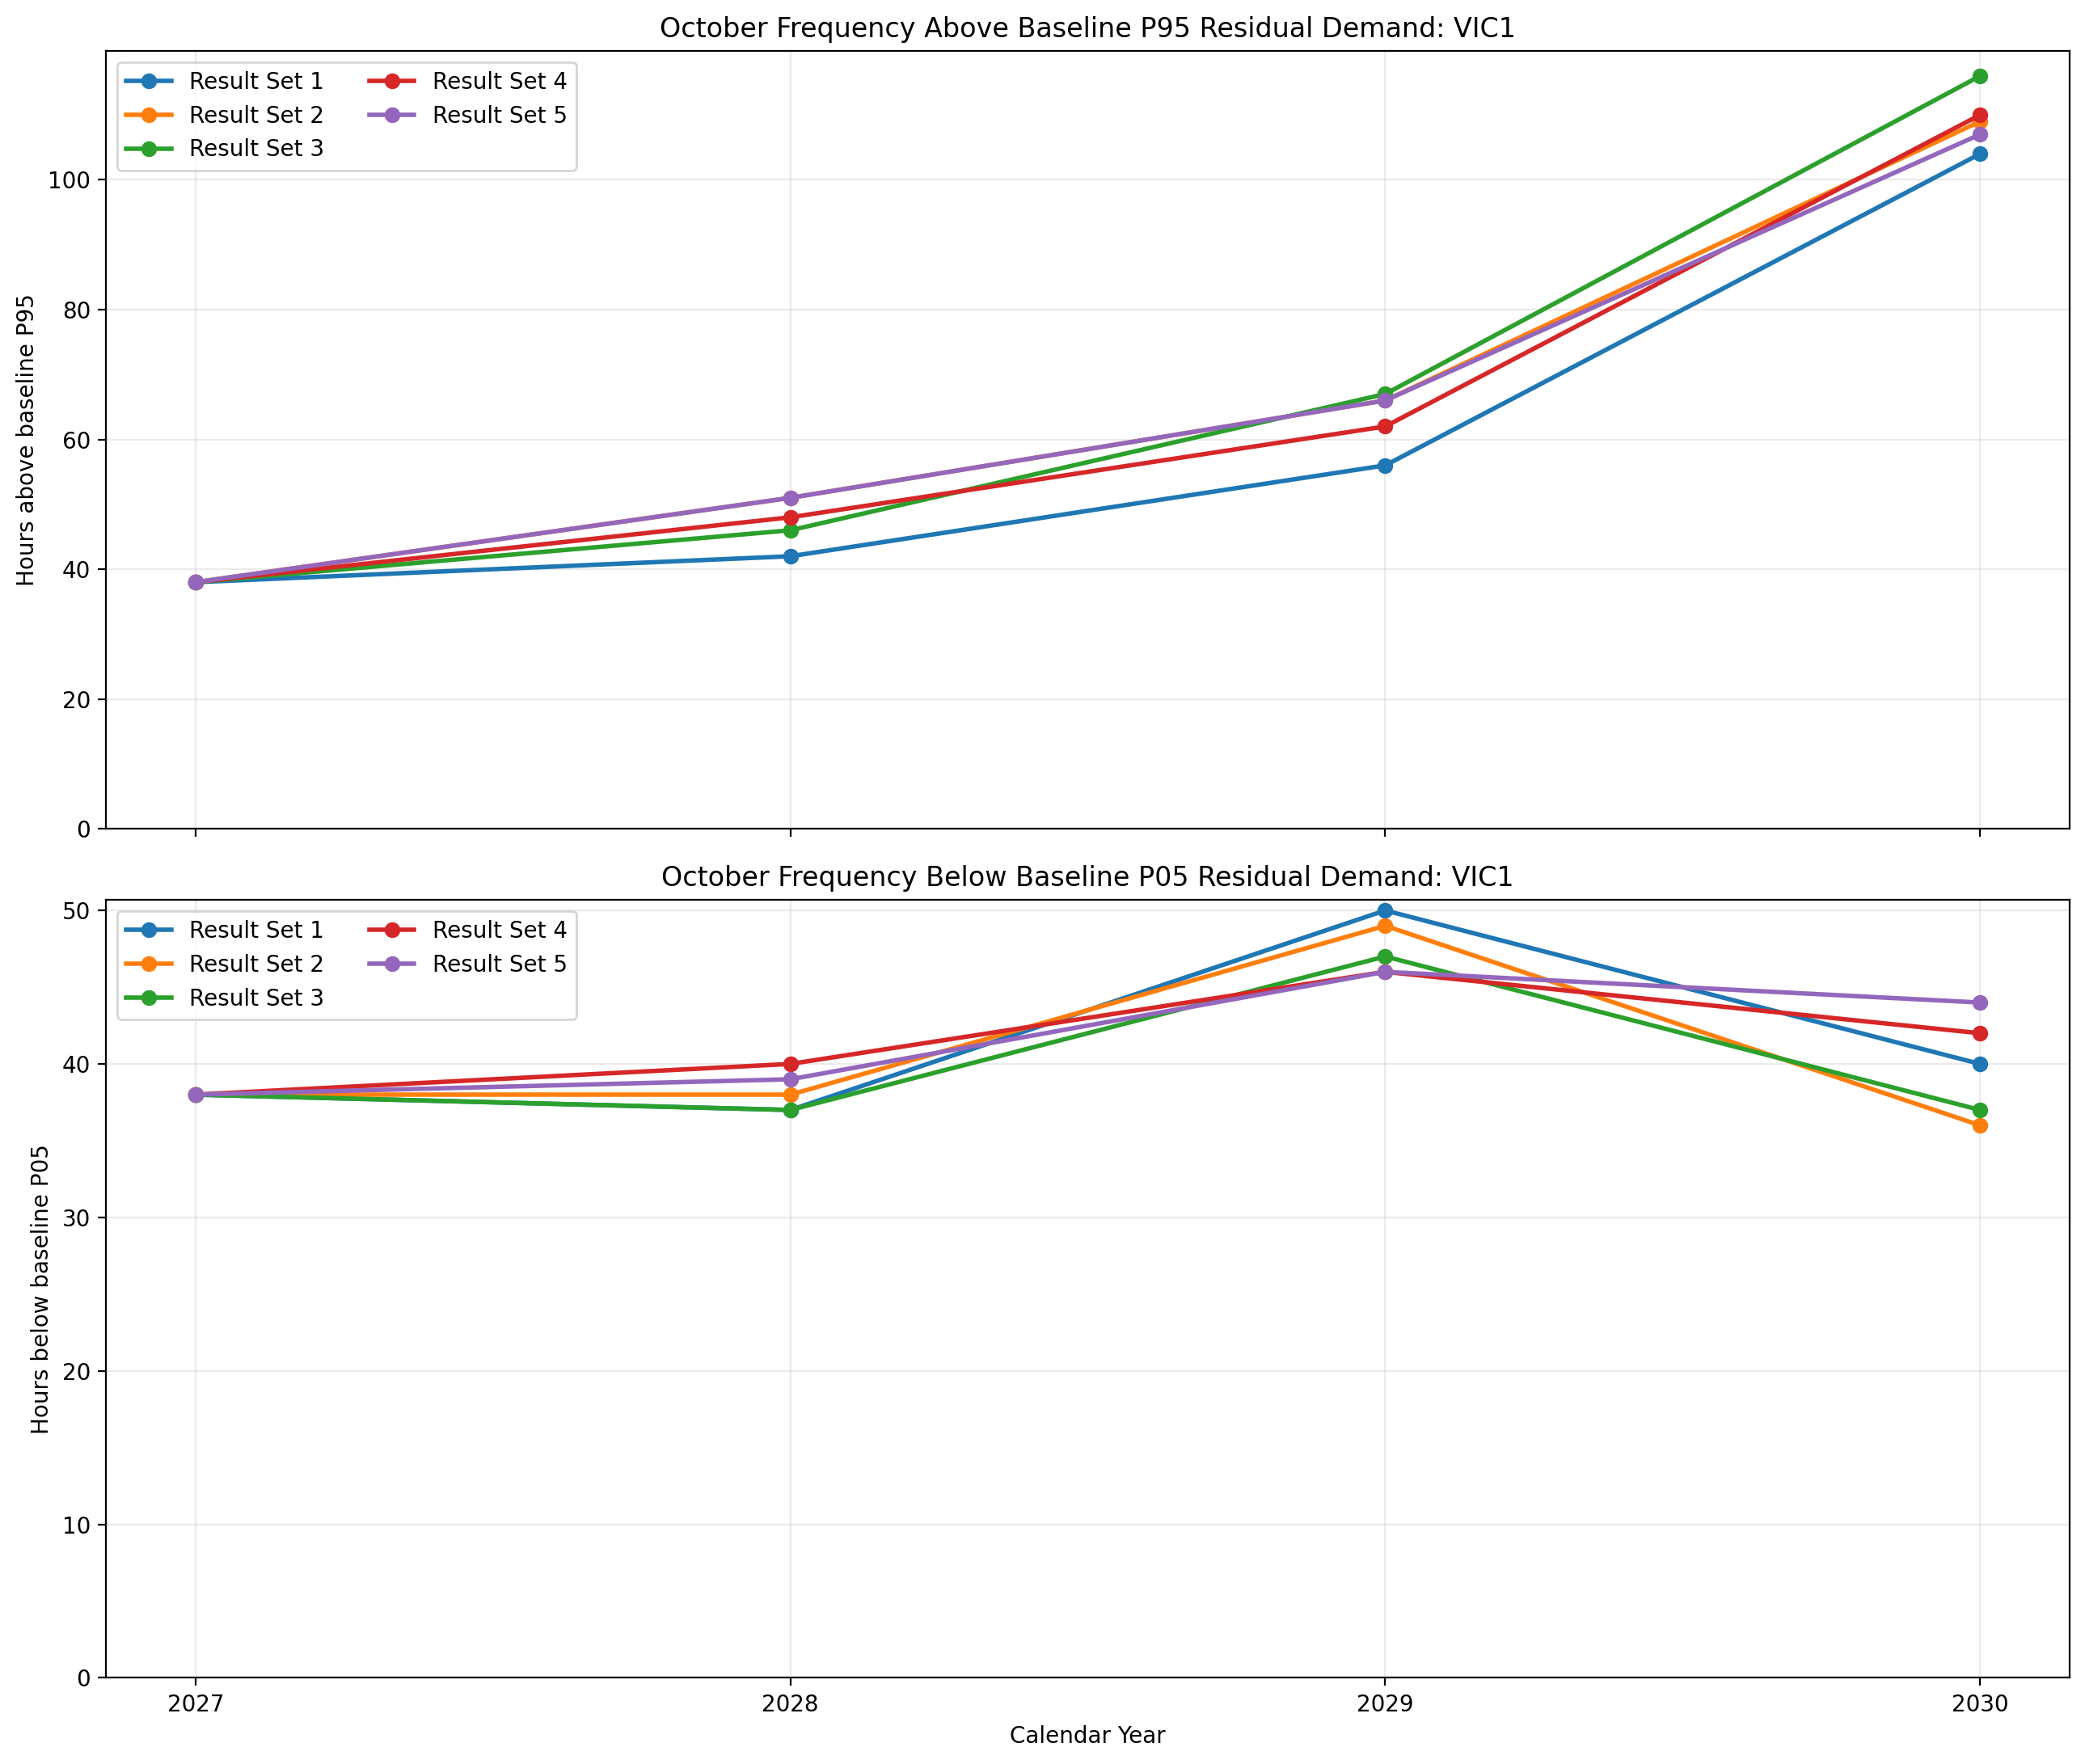 October Frequency Above Baseline P95 Residual Demand: VIC1
Result Set 1
Result Set 2
Result Set 3
Result Set 4
Result Set 5
Hours above baseline P95
100
80
60
40
20
0
October Frequency Below Baseline P05 Residual Demand: VIC1
Result Set 1
Result Set 2
Result Set 3
Result Set 4
Result Set 5
Hours below baseline P05
50
40
30
20
10
0
2027 2028 2029 2030
Calendar Year